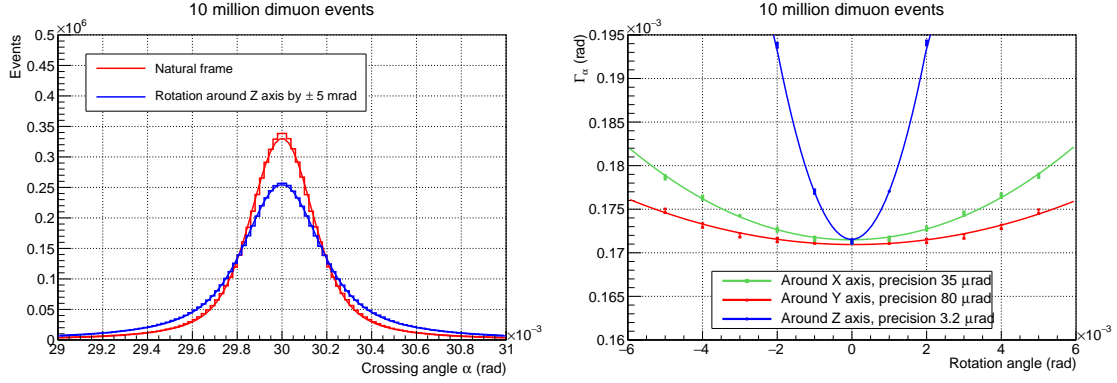 10 million dimuon events
×10⁶
Events
0.5
0.45
0.4
0.35
0.3
0.25
0.2
0.15
0.1
0.05
0
Natural frame
Rotation around Z axis by ± 5 mrad
29 29.2 29.4 29.6 29.8 30 30.2 30.4 30.6 30.8 31
×10⁻³
Crossing angle α (rad)
10 million dimuon events
×10⁻³
Γα (rad)
0.195
0.19
0.185
0.18
0.175
0.17
0.165
0.16
Around X axis, precision 35 μrad
Around Y axis, precision 80 μrad
Around Z axis, precision 3.2 μrad
−6 −4 −2 0 2 4 6
×10⁻³
Rotation angle (rad)